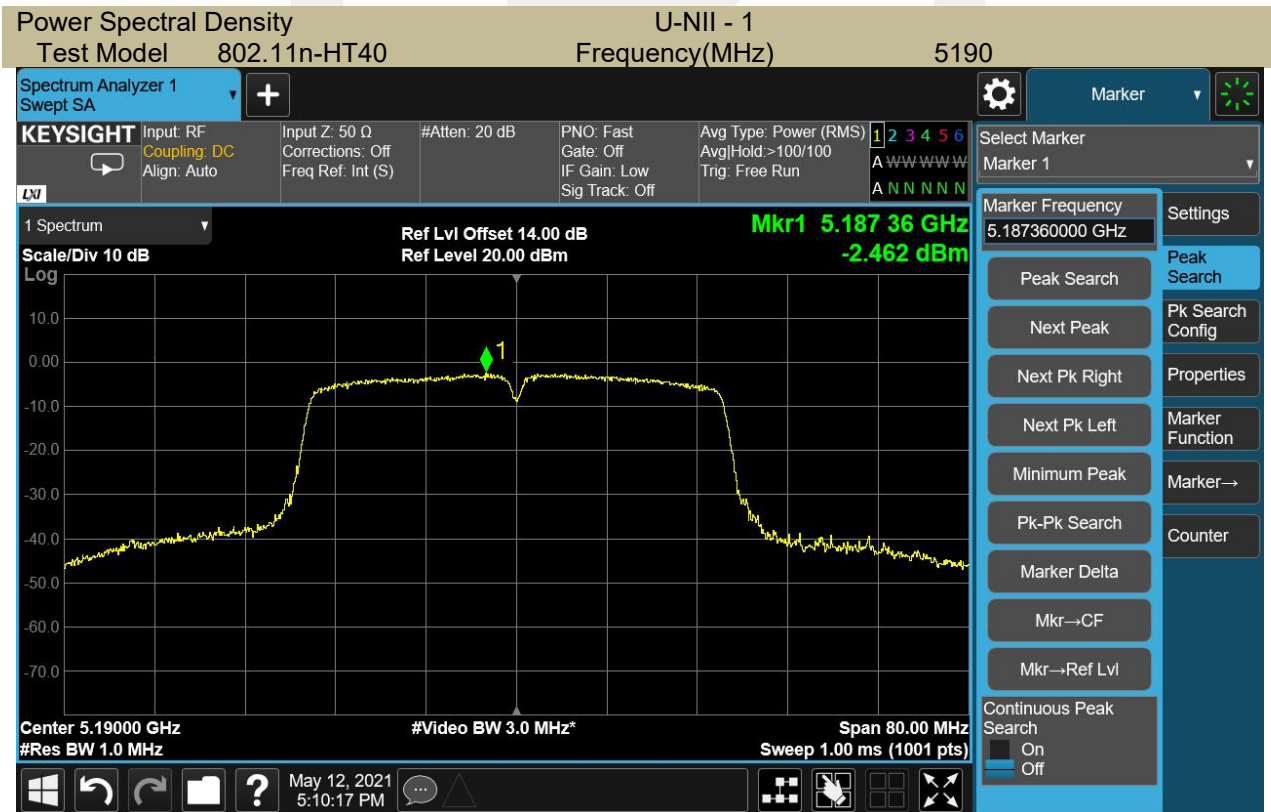 Power Spectral Density U-NII - 1
Test Model 802.11n-HT40 Frequency(MHz) 5190
Spectrum Analyzer 1
Swept SA
+
Marker
KEYSIGHT
LXI
Input: RF
Coupling: DC
Align: Auto
Input Z: 50 Ω
Corrections: Off
Freq Ref: Int (S)
#Atten: 20 dB
PNO: Fast
Gate: Off
IF Gain: Low
Sig Track: Off
Avg Type: Power (RMS)
Avg|Hold:>100/100
Trig: Free Run
1 2 3 4 5 6
A W W W W W
A N N N N N
Select Marker
Marker 1
1 Spectrum
Scale/Div 10 dB
Ref Lvl Offset 14.00 dB
Ref Level 20.00 dBm
Mkr1 5.187 36 GHz
-2.462 dBm
Log
10.0
0.00
-10.0
-20.0
-30.0
-40.0
-50.0
-60.0
-70.0
1
Center 5.19000 GHz
#Res BW 1.0 MHz
#Video BW 3.0 MHz*
Span 80.00 MHz
Sweep 1.00 ms (1001 pts)
Marker Frequency
5.187360000 GHz
Peak Search
Next Peak
Next Pk Right
Next Pk Left
Minimum Peak
Pk-Pk Search
Marker Delta
Mkr→CF
Mkr→Ref Lvl
Continuous Peak
Search
On
Off
Settings
Peak
Search
Pk Search
Config
Properties
Marker
Function
Marker→
Counter
?
May 12, 2021
5:10:17 PM